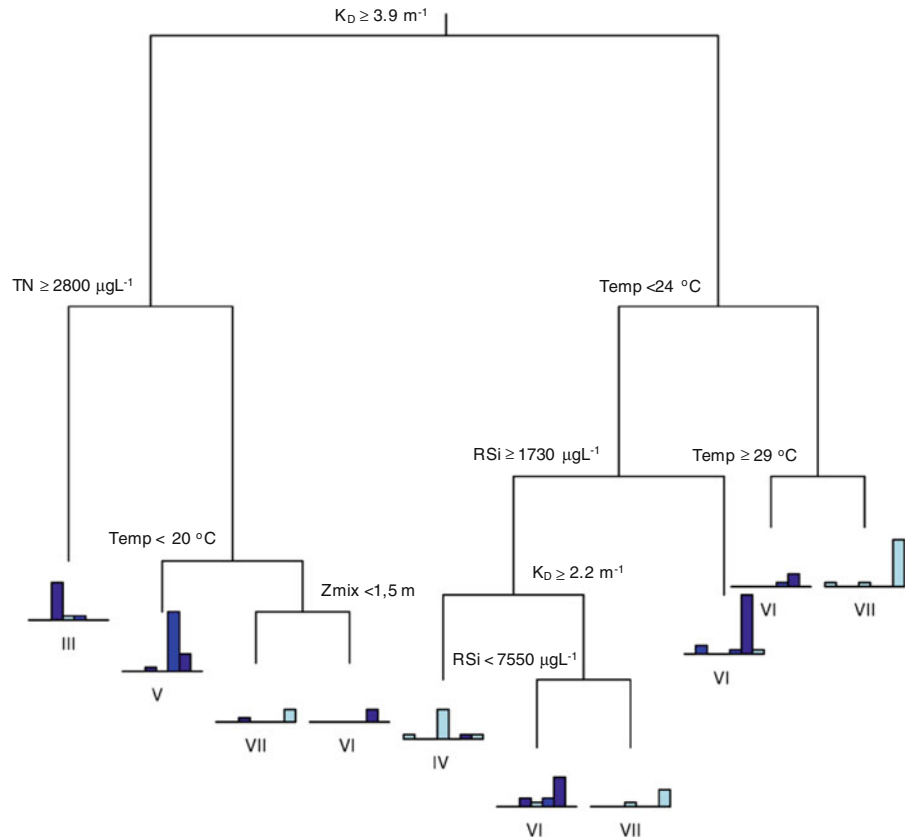 K_D ≥ 3.9 m⁻¹
TN ≥ 2800 µgL⁻¹
Temp <24 °C
RSi ≥ 1730 µgL⁻¹
Temp ≥ 29 °C
Temp < 20 °C
K_D ≥ 2.2 m⁻¹
Zmix <1,5 m
VI
VII
III
RSi < 7550 µgL⁻¹
VI
V
VII
VI
IV
VI
VII